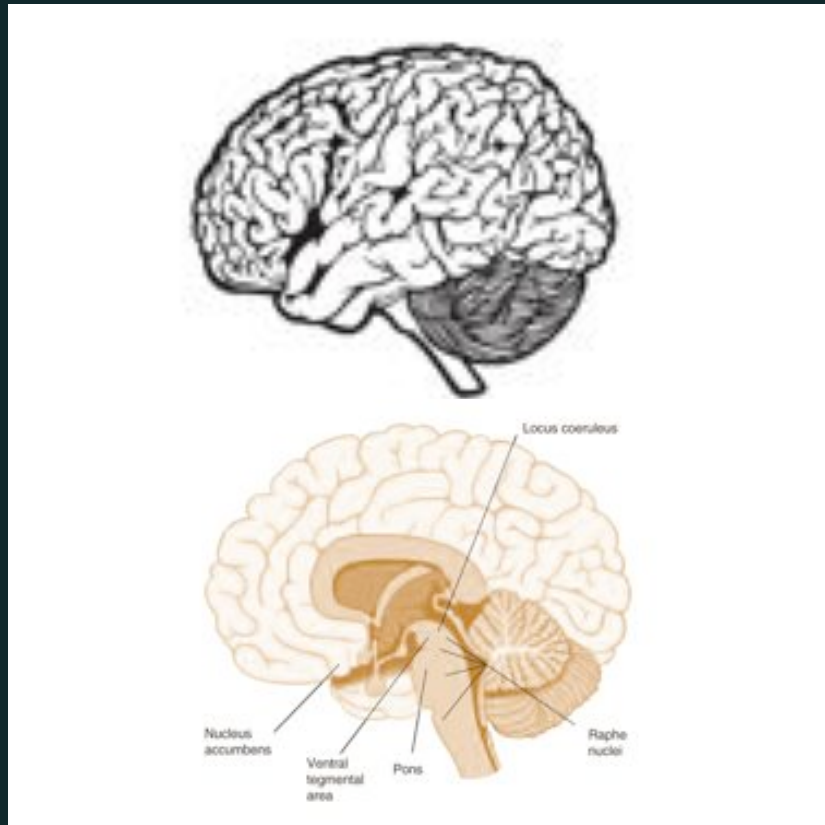 Locus coeruleus
Nucleus
accumbens
Ventral
tegmental
area
Pons
Raphe
nuclei